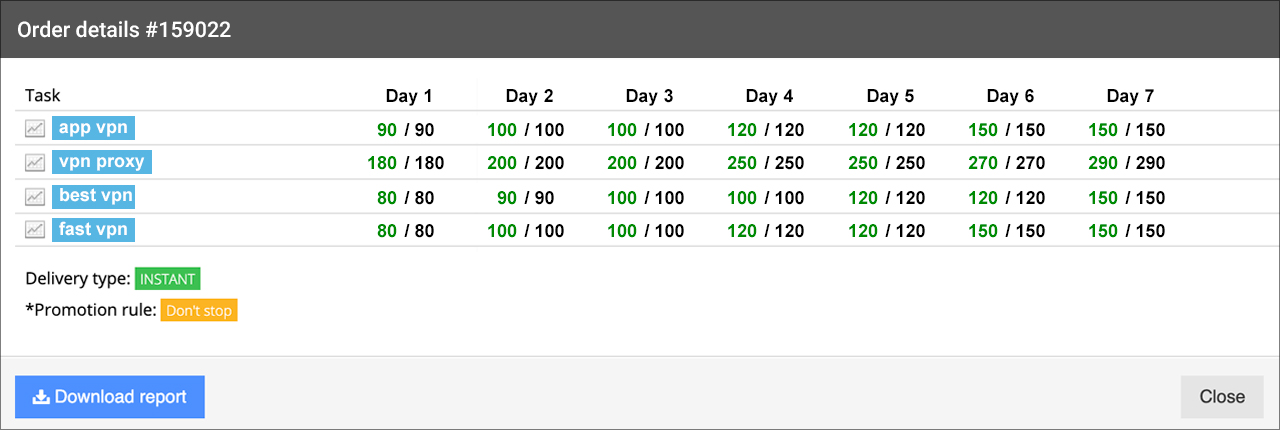 Order details #159022
Task Day 1 Day 2 Day 3 Day 4 Day 5 Day 6 Day 7
app vpn 90 / 90 100 / 100 100 / 100 120 / 120 120 / 120 150 / 150 150 / 150
vpn proxy 180 / 180 200 / 200 200 / 200 250 / 250 250 / 250 270 / 270 290 / 290
best vpn 80 / 80 90 / 90 100 / 100 100 / 100 120 / 120 120 / 120 150 / 150
fast vpn 80 / 80 100 / 100 100 / 100 120 / 120 120 / 120 150 / 150 150 / 150
Delivery type: INSTANT
*Promotion rule: Don't stop
Download report Close